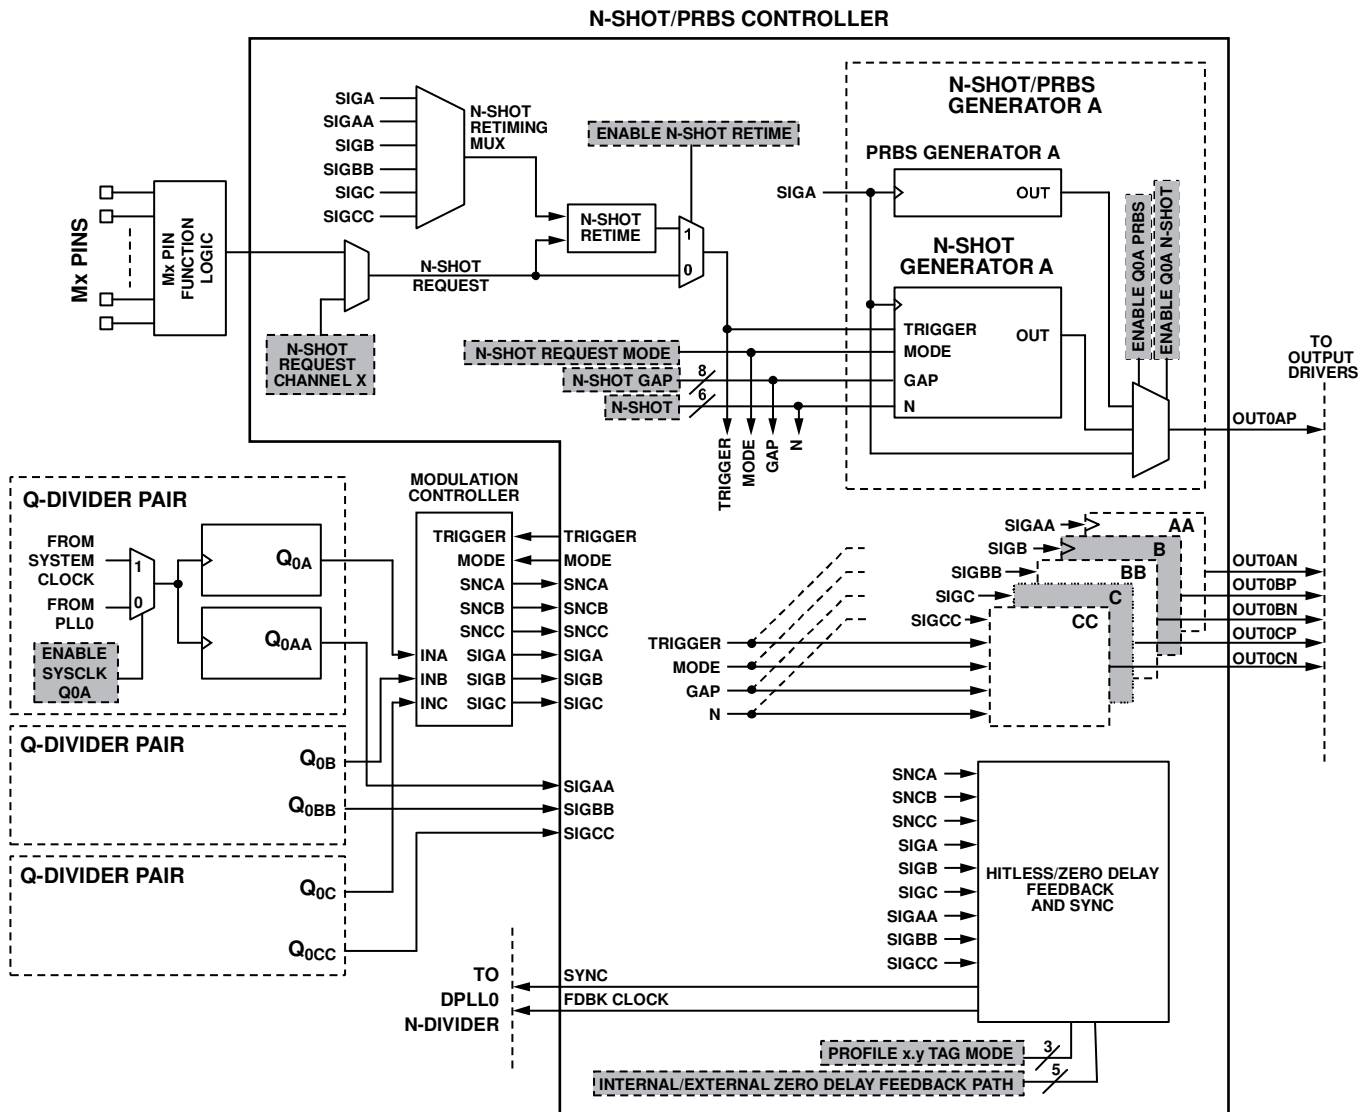 N-SHOT/PRBS CONTROLLER
SIGA
SIGAA
SIGB
SIGBB
SIGC
SIGCC
N-SHOT
RETIMING
MUX
ENABLE N-SHOT RETIME
N-SHOT
RETIME
1
0
Mx PINS
Mx PIN
FUNCTION
LOGIC
N-SHOT
REQUEST
N-SHOT
REQUEST
CHANNEL X
N-SHOT REQUEST MODE
N-SHOT GAP
8
N-SHOT
6
TRIGGER
MODE
GAP
N
N-SHOT/PRBS
GENERATOR A
PRBS GENERATOR A
SIGA
OUT
N-SHOT
GENERATOR A
TRIGGER
MODE
GAP
N
OUT
ENABLE Q0A PRBS
ENABLE Q0A N-SHOT
TO
OUTPUT
DRIVERS
OUT0AP
Q-DIVIDER PAIR
FROM
SYSTEM
CLOCK
FROM
PLL0
1
0
ENABLE
SYSCLK
Q0A
Q0A
Q0AA
Q-DIVIDER PAIR
Q0B
Q0BB
Q-DIVIDER PAIR
Q0C
Q0CC
MODULATION
CONTROLLER
TRIGGER
MODE
SNCA
SNCB
SNCC
INA SIGA
INB SIGB
INC SIGC
TRIGGER
MODE
SNCA
SNCB
SNCC
SIGA
SIGB
SIGC
SIGAA
SIGBB
SIGCC
SIGAA
SIGB
SIGBB
SIGC
SIGCC
AA
B
BB
C
CC
TRIGGER
MODE
GAP
N
OUT0AN
OUT0BP
OUT0BN
OUT0CP
OUT0CN
SNCA
SNCB
SNCC
SIGA
SIGB
SIGC
SIGAA
SIGBB
SIGCC
HITLESS/ZERO DELAY
FEEDBACK
AND SYNC
TO
DPLL0
N-DIVIDER
SYNC
FDBK CLOCK
PROFILE x.y TAG MODE
3
INTERNAL/EXTERNAL ZERO DELAY FEEDBACK PATH
5